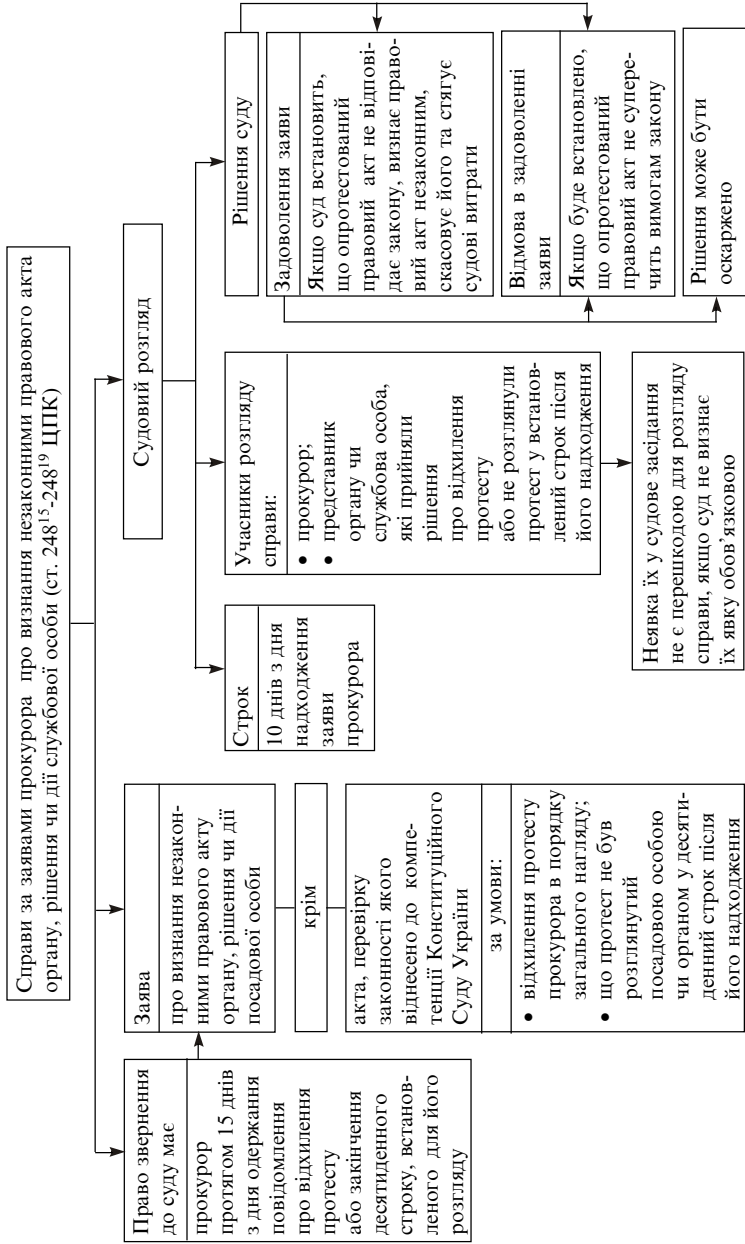 Справи за заявами прокурора про визнання незаконними правового акта
органу, рішення чи дії службової особи (ст. 248¹⁵-248¹⁹ ЦПК)
Право звернення
до суду має
прокурор
протягом 15 днів
з дня одержання
повідомлення
про відхилення
протесту
або закінчення
десятиденного
строку, встанов-
леного для його
розгляду
Заява
про визнання незакон-
ними правового акту
органу, рішення чи дії
посадової особи
крім
акта, перевірку
законності якого
віднесено до компе-
тенції Конституційного
Суду України
за умови:
• відхилення протесту
прокурора в порядку
загального нагляду;
• що протест не був
розглянутий
посадовою особою
чи органом у десяти-
денний строк після
його надходження
Судовий розгляд
Строк
10 днів з дня
надходження
заяви
прокурора
Учасники розгляду
справи:
• прокурор;
• представник
органу чи
службова особа,
які прийняли
рішення
про відхилення
протесту
або не розглянули
протест у встанов-
лений строк після
його надходження
Неявка їх у судове засідання
не є перешкодою для розгляду
справи, якщо суд не визнає
їх явку обов’язковою
Рішення суду
Задоволення заяви
Якщо суд встановить,
що опротестований
правовий акт не відпові-
дає закону, визнає право-
вий акт незаконним,
скасовує його та стягує
судові витрати
Відмова в задоволенні
заяви
Якщо буде встановлено,
що опротестований
правовий акт не супере-
чить вимогам закону
Рішення може бути
оскаржено